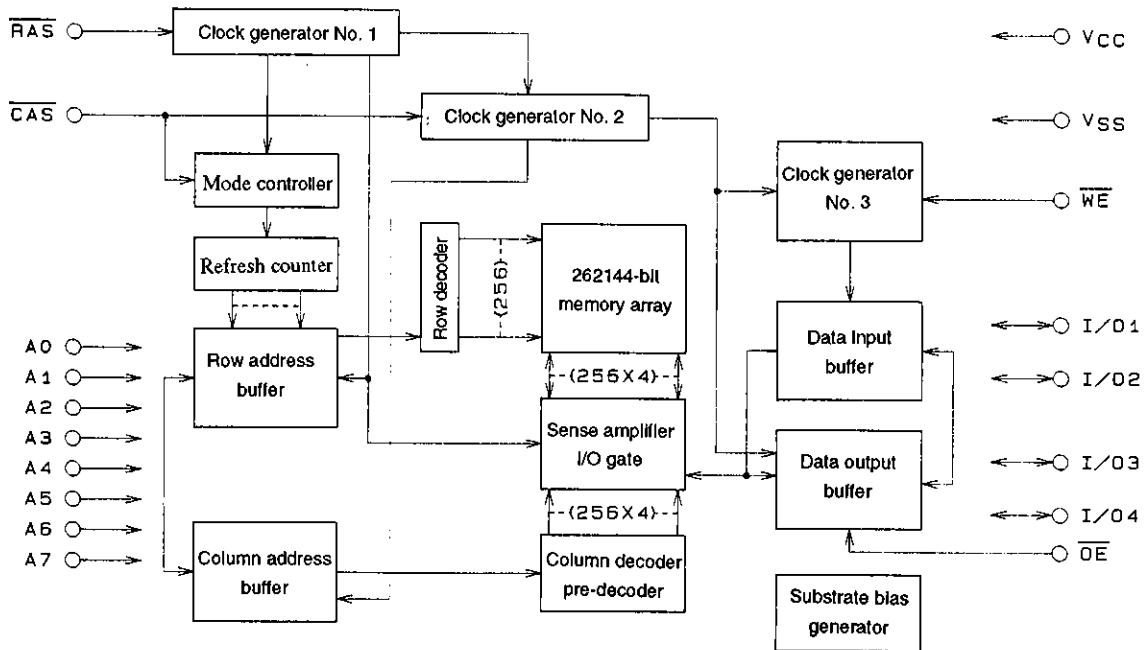 RAS
Clock generator No. 1
VCC
CAS
Clock generator No. 2
VSS
Mode controller
Clock generator
No. 3
WE
Refresh counter
Row decoder
(256)
262144-bit
memory array
A0
A1
A2
A3
A4
A5
A6
A7
Row address
buffer
(256X4)
Data Input
buffer
I/O1
I/O2
Sense amplifier
I/O gate
Data output
buffer
I/O3
I/O4
(256X4)
Column address
buffer
Column decoder
pre-decoder
OE
Substrate bias
generator